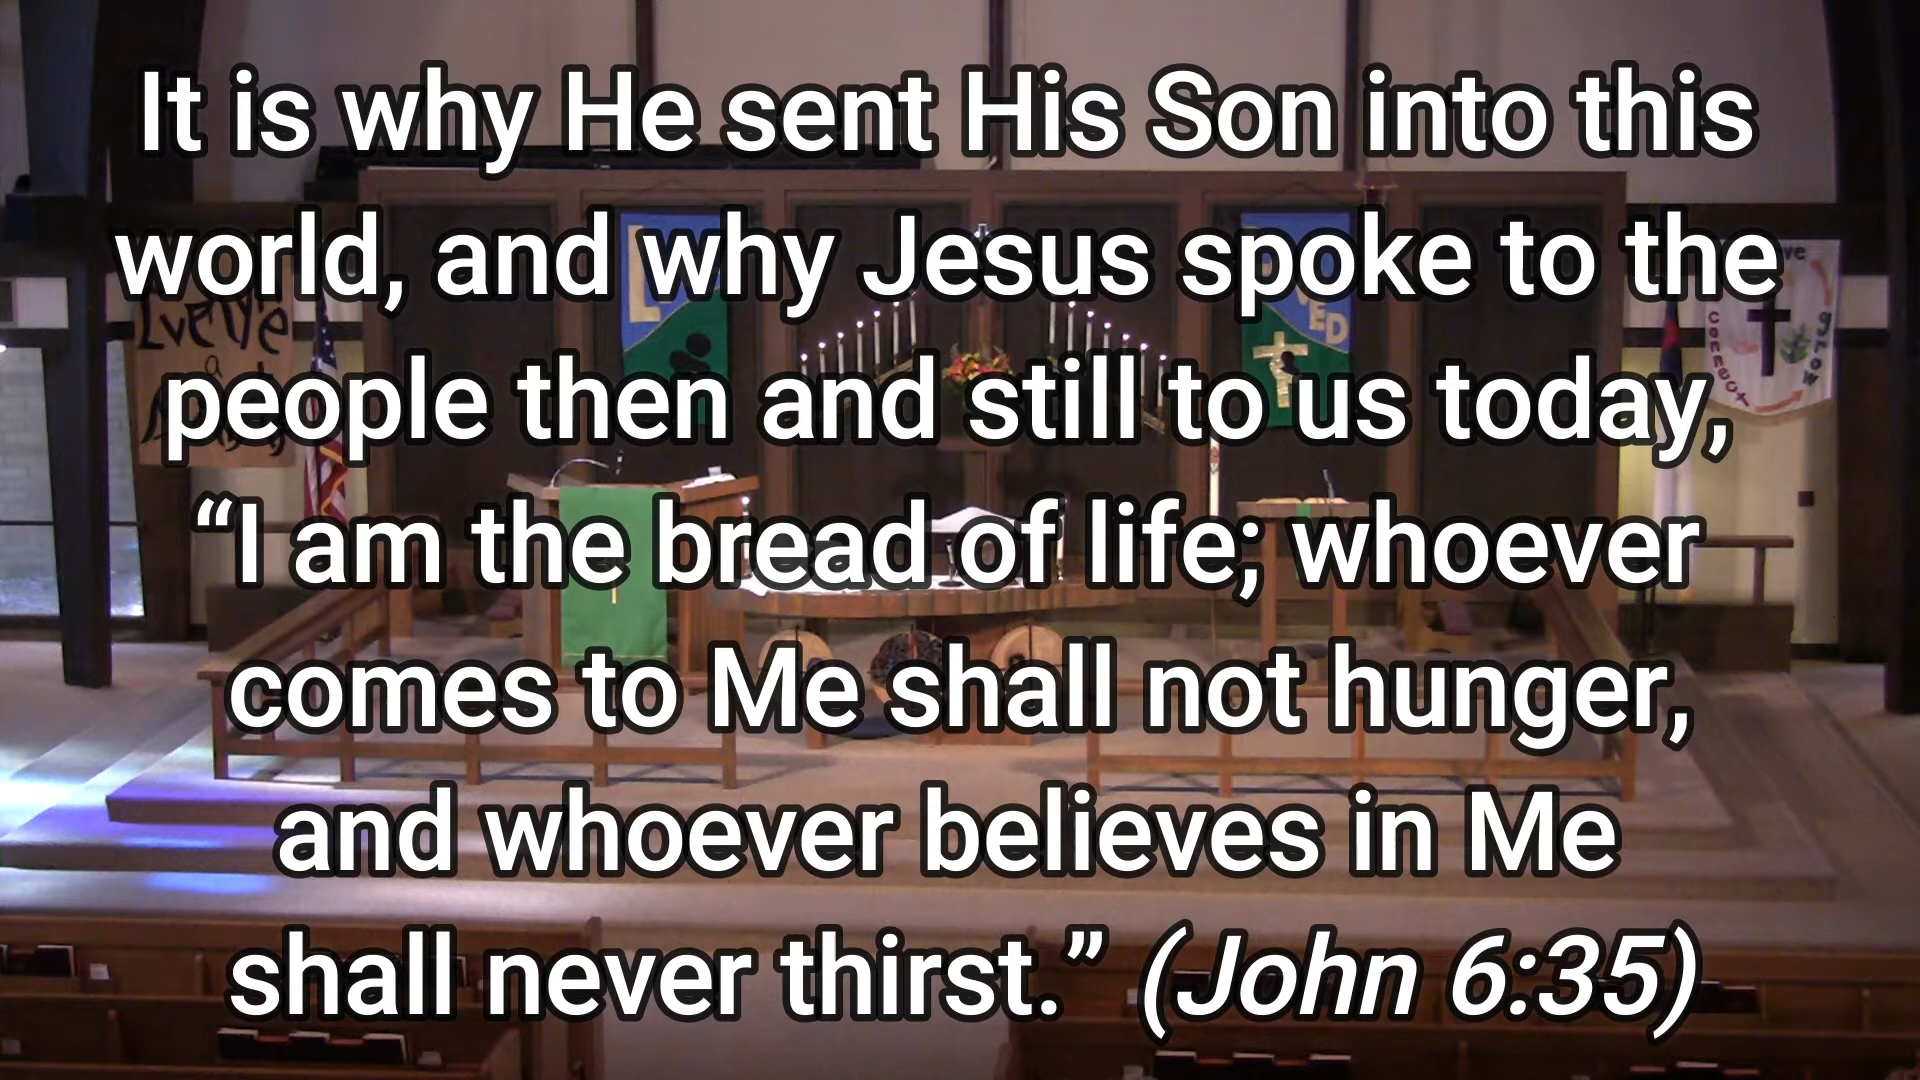 It is why He sent His Son into this
world, and why Jesus spoke to the
people then and still to us today,
“I am the bread of life; whoever
comes to Me shall not hunger,
and whoever believes in Me
shall never thirst.” (John 6:35)
connect
grow